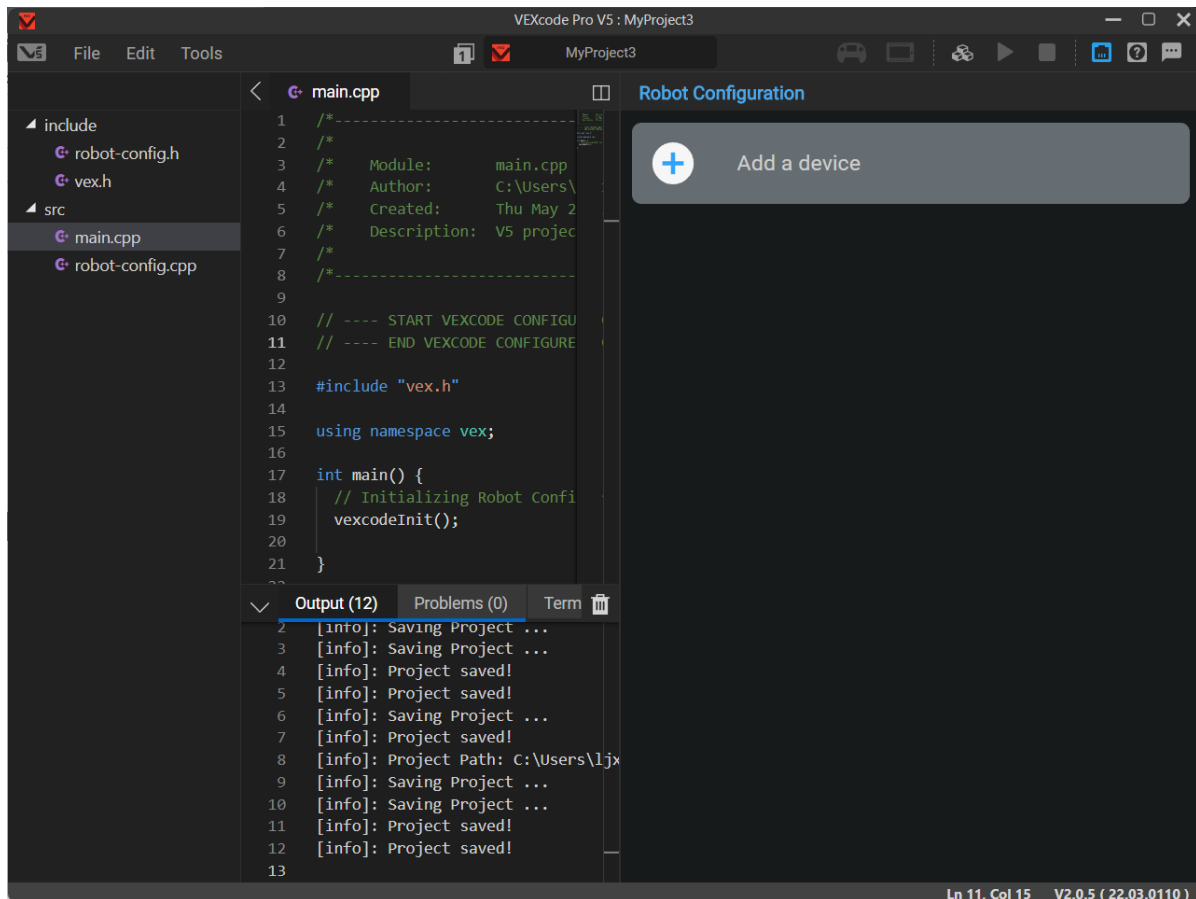 VEXcode Pro V5 : MyProject3
V5 File Edit Tools
1 MyProject3
main.cpp
Robot Configuration
include
robot-config.h
vex.h
src
main.cpp
robot-config.cpp
1 /*-----------------------------
2 /*
3 /* Module: main.cpp
4 /* Author: C:\Users\
5 /* Created: Thu May 2
6 /* Description: V5 projec
7 /*
8 /*-----------------------------
9
10 // ---- START VEXCODE CONFIGU
11 // ---- END VEXCODE CONFIGURE
12
13 #include "vex.h"
14
15 using namespace vex;
16
17 int main() {
18 // Initializing Robot Confi
19 vexcodeInit();
20
21 }
Add a device
Output (12) Problems (0) Term
2 [info]: Saving Project ...
3 [info]: Saving Project ...
4 [info]: Project saved!
5 [info]: Project saved!
6 [info]: Saving Project ...
7 [info]: Project saved!
8 [info]: Project Path: C:\Users\ljx
9 [info]: Saving Project ...
10 [info]: Saving Project ...
11 [info]: Project saved!
12 [info]: Project saved!
13
Ln 11, Col 15 V2.0.5 ( 22.03.0110 )